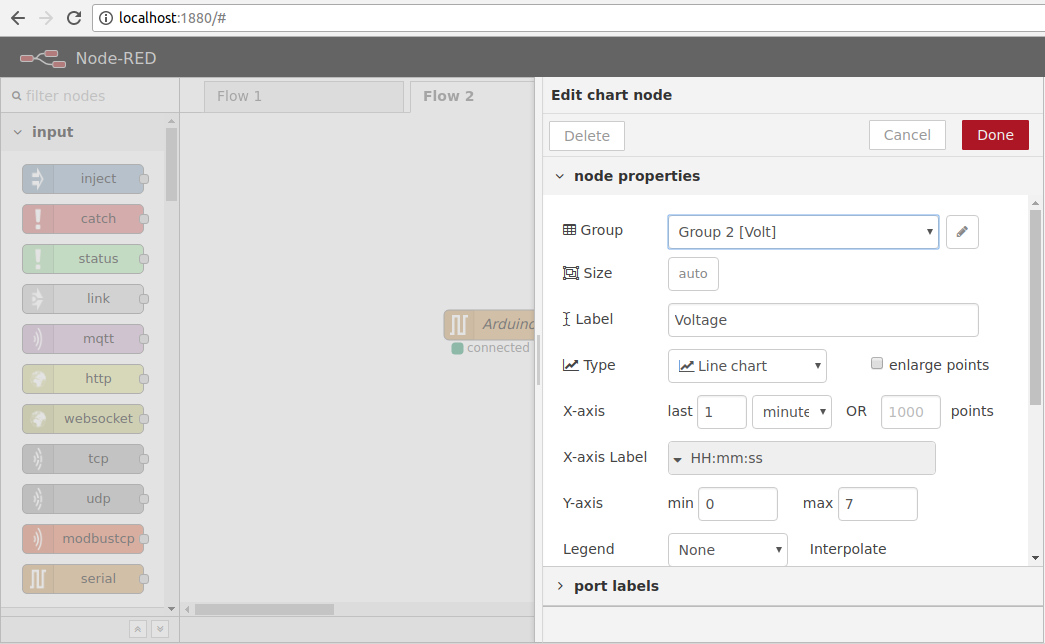 localhost:1880/#
Node-RED
filter nodes
Flow 1
Flow 2
input
inject
catch
status
link
mqtt
http
websocket
tcp
udp
modbustcp
serial
Arduino
connected
Edit chart node
Delete
Cancel
Done
node properties
Group
Group 2 [Volt]
Size
auto
Label
Voltage
Type
Line chart
enlarge points
X-axis
last 1 minute OR 1000 points
X-axis Label
HH:mm:ss
Y-axis
min 0 max 7
Legend
None
Interpolate
port labels